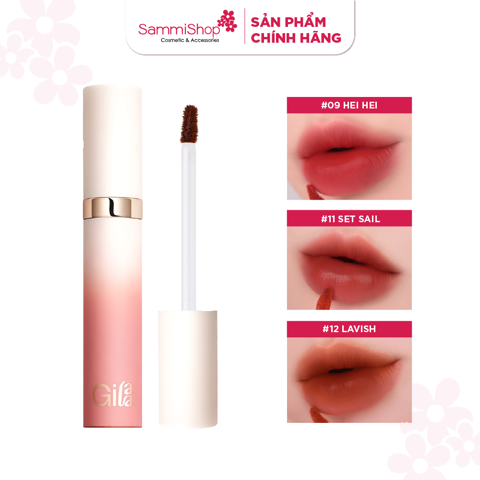 SammiShop
Cosmetic & Accessories
SẢN PHẨM
CHÍNH HÃNG
#09 HEI HEI
#11 SET SAIL
#12 LAVISH
Gilaa